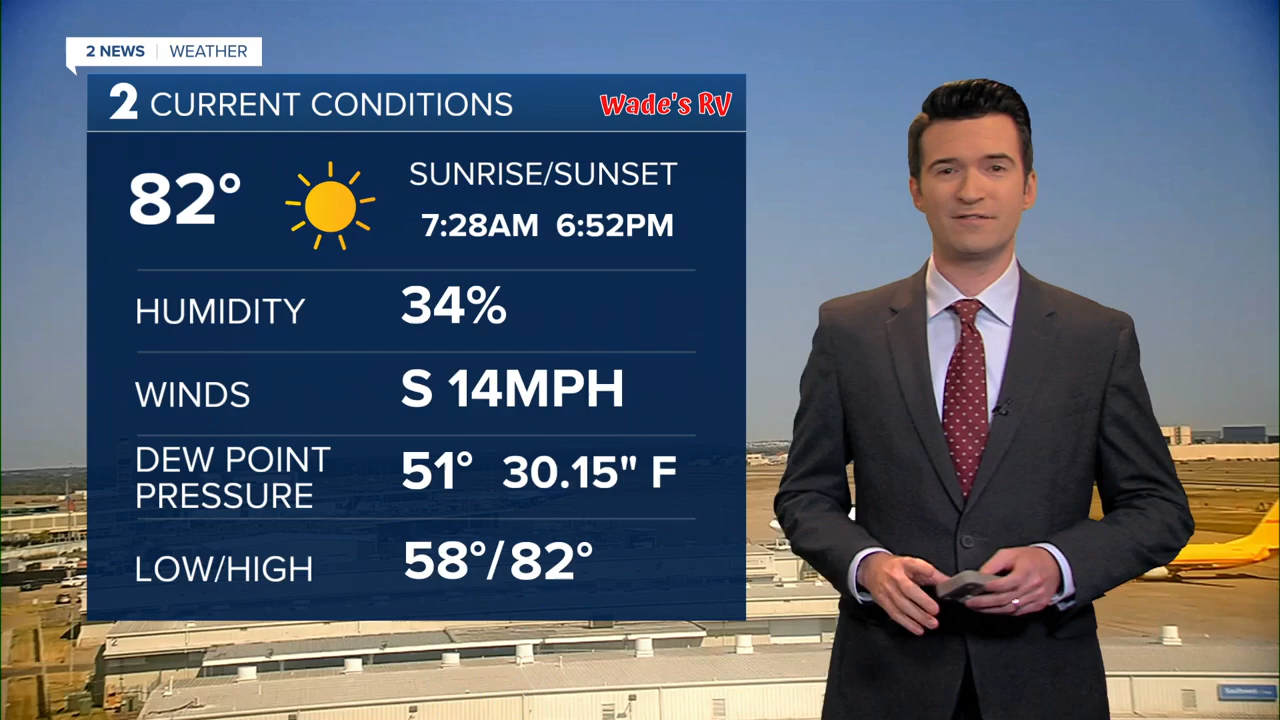 2 NEWS | WEATHER
2 CURRENT CONDITIONS Wade's RV
82° SUNRISE/SUNSET
7:28AM 6:52PM
HUMIDITY 34%
WINDS S 14MPH
DEW POINT 51° 30.15" F
PRESSURE
LOW/HIGH 58°/82°
Southwest